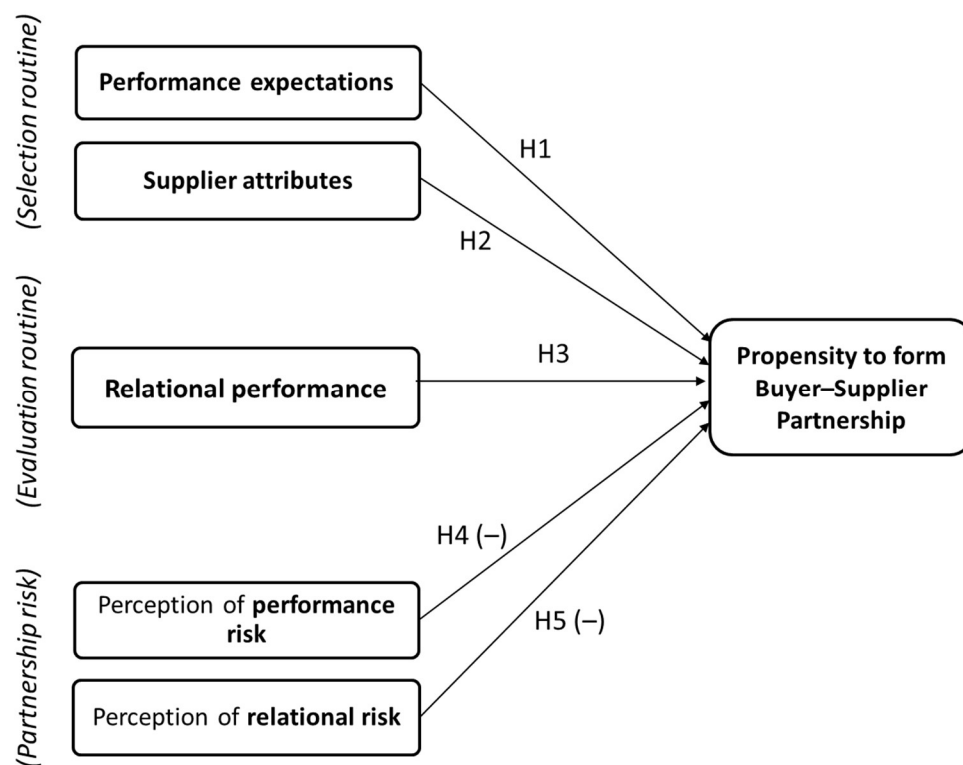 (Selection routine)
Performance expectations
Supplier attributes
H1
H2
(Evaluation routine)
Relational performance
H3
Propensity to form
Buyer–Supplier
Partnership
(Partnership risk)
H4 (–)
Perception of performance
risk
H5 (–)
Perception of relational risk